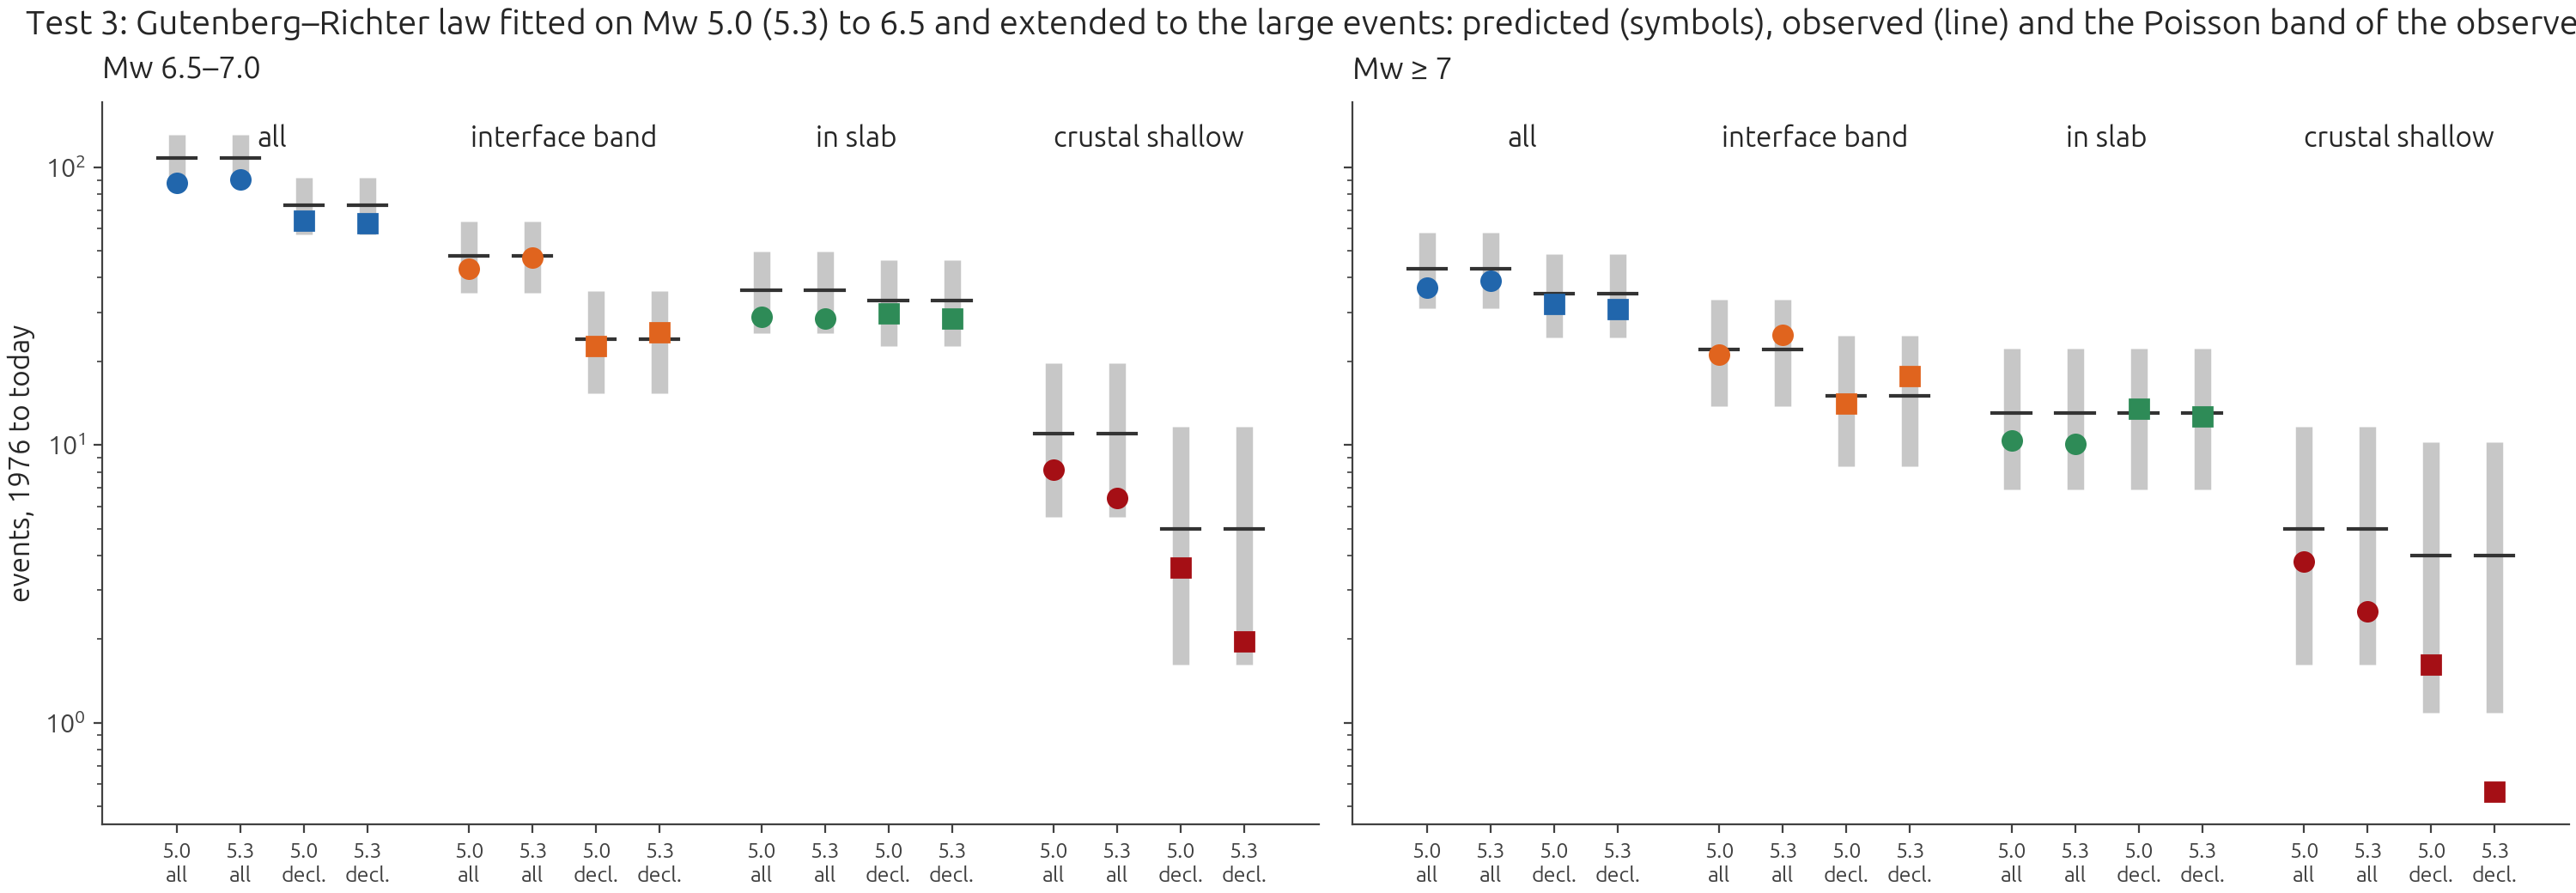 Test 3: Gutenberg–Richter law fitted on Mw 5.0 (5.3) to 6.5 and extended to the large events: predicted (symbols), observed (line) and the Poisson band of the observe
Mw 6.5–7.0
all interface band in slab crustal shallow
events, 1976 to today
10²
10¹
10⁰
5.0 5.3 5.0 5.3 5.0 5.3 5.0 5.3 5.0 5.3 5.0 5.3 5.0 5.3 5.0 5.3
all all decl. decl. all all decl. decl. all all decl. decl. all all decl. decl.
Mw ≥ 7
all interface band in slab crustal shallow
5.0 5.3 5.0 5.3 5.0 5.3 5.0 5.3 5.0 5.3 5.0 5.3 5.0 5.3 5.0 5.3
all all decl. decl. all all decl. decl. all all decl. decl. all all decl. decl.